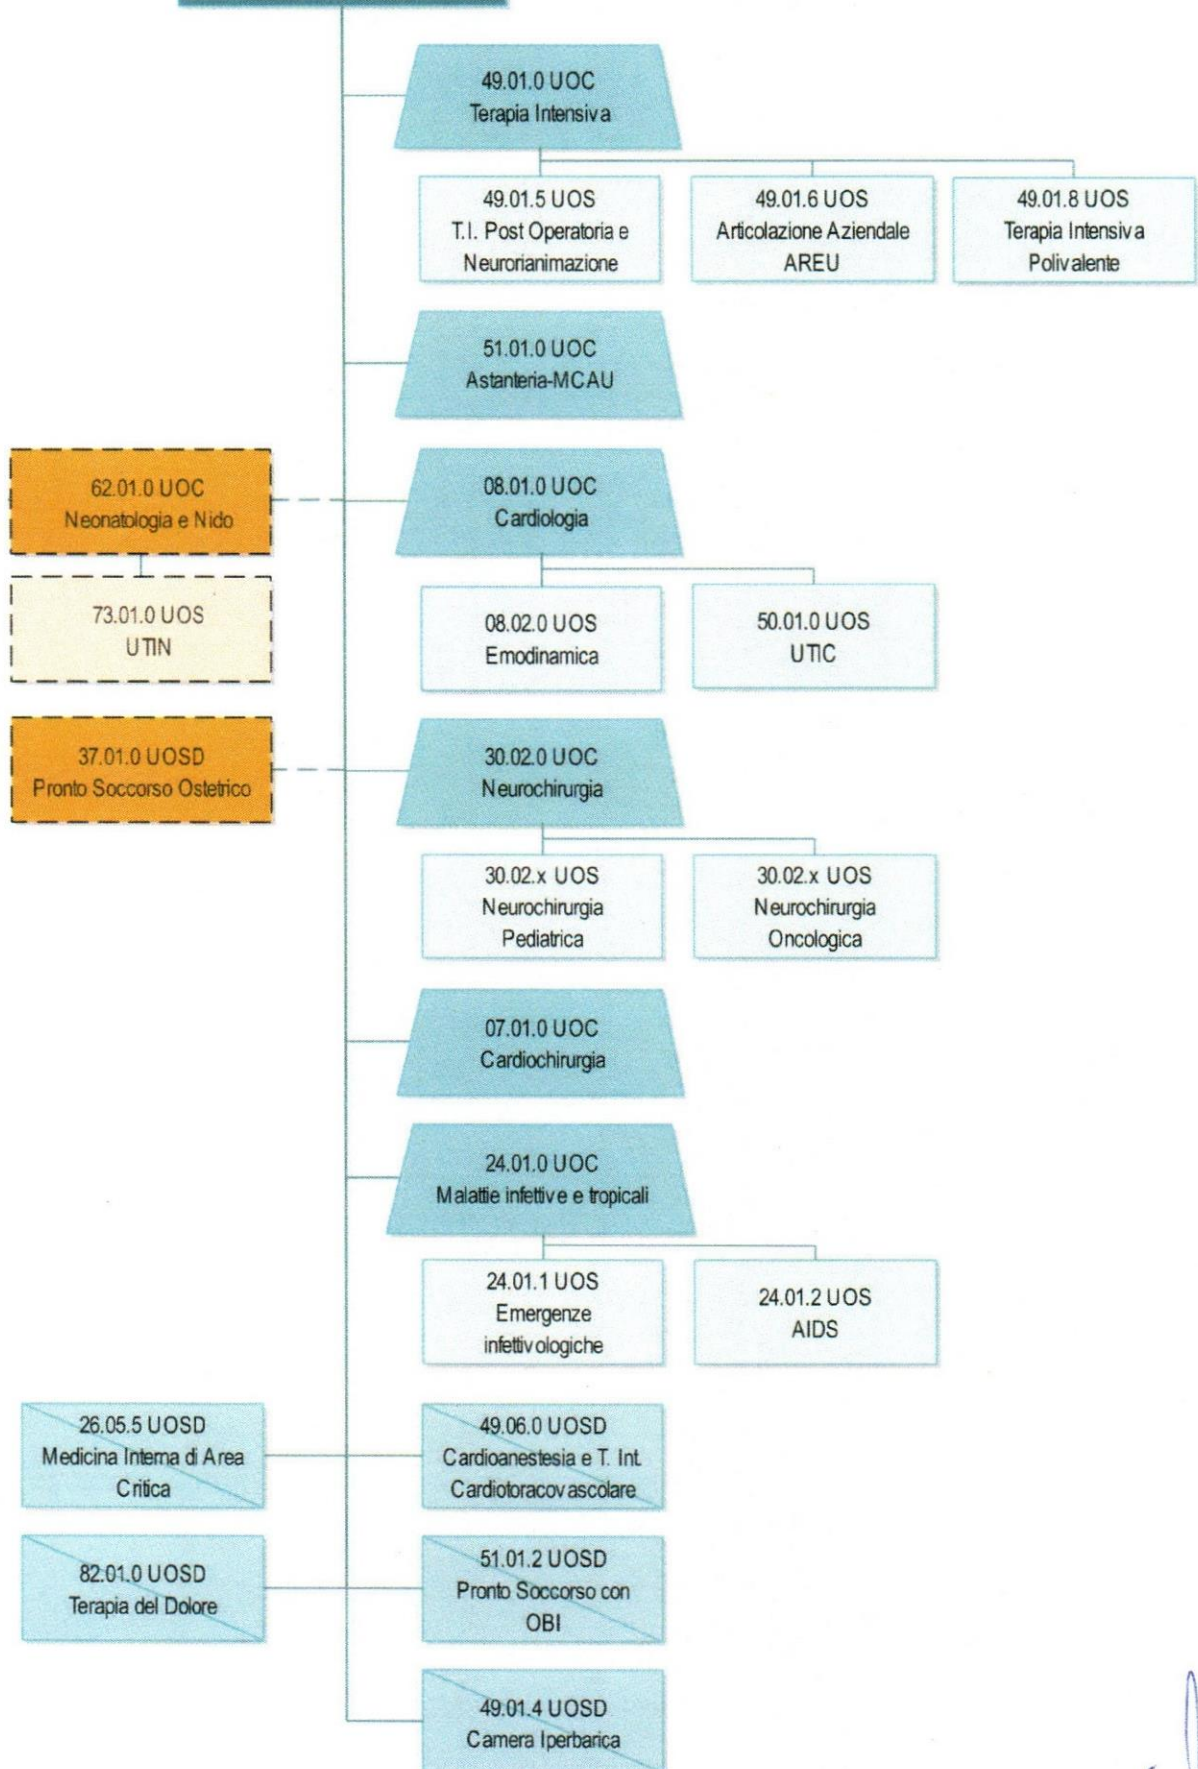 49.01.0 UOC
Terapia Intensiva
49.01.5 UOS
T.I. Post Operatoria e
Neurorianimazione
49.01.6 UOS
Articolazione Aziendale
AREU
49.01.8 UOS
Terapia Intensiva
Polivalente
51.01.0 UOC
Astanteria-MCAU
62.01.0 UOC
Neonatologia e Nido
08.01.0 UOC
Cardiologia
73.01.0 UOS
UTIN
08.02.0 UOS
Emodinamica
50.01.0 UOS
UTIC
37.01.0 UOSD
Pronto Soccorso Ostetrico
30.02.0 UOC
Neurochirurgia
30.02.x UOS
Neurochirurgia
Pediatrica
30.02.x UOS
Neurochirurgia
Oncologica
07.01.0 UOC
Cardiochirurgia
24.01.0 UOC
Malattie infettive e tropicali
24.01.1 UOS
Emergenze
infettivologiche
24.01.2 UOS
AIDS
26.05.5 UOSD
Medicina Interna di Area
Critica
49.06.0 UOSD
Cardioanestesia e T. Int.
Cardiotoracovascolare
82.01.0 UOSD
Terapia del Dolore
51.01.2 UOSD
Pronto Soccorso con
OBI
49.01.4 UOSD
Camera Iperbarica